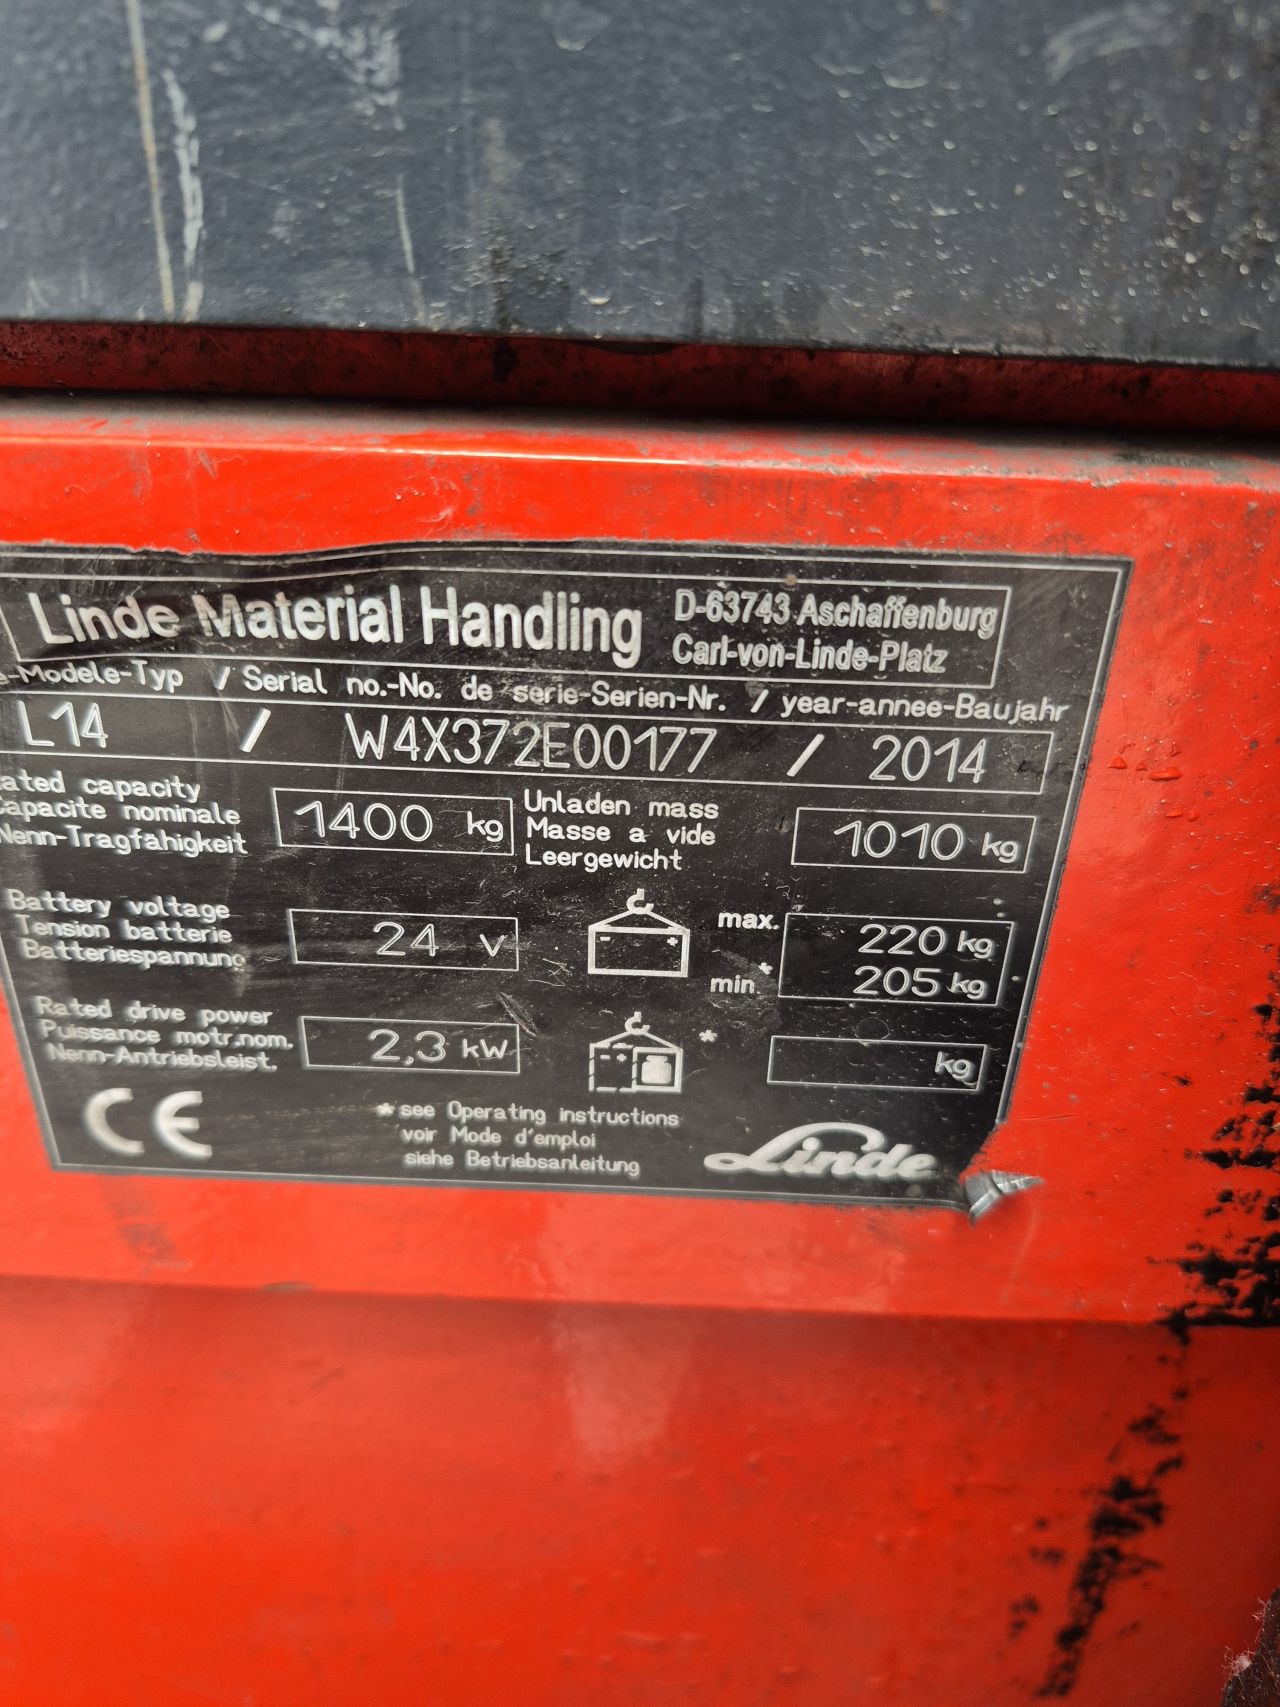 Linde Material Handling D-63743 Aschaffenburg
Carl-von-Linde-Platz
-Modele-Typ / Serial no.-No. de serie-Serien-Nr. / year-annee-Baujahr
L14 / W4X372E00177 / 2014
ated capacity
Capacite nominale
Nenn-Tragfähigkeit
1400 kg
Unladen mass
Masse a vide
Leergewicht
1010 kg
Battery voltage
Tension batterie
Batteriespannung
24 V
max. 220 kg
min.* 205 kg
Rated drive power
Puissance motr.nom.
Nenn-Antriebsleist.
2,3 kW
* kg
CE
* see Operating instructions
voir Mode d'emploi
siehe Betriebsanleitung
Linde